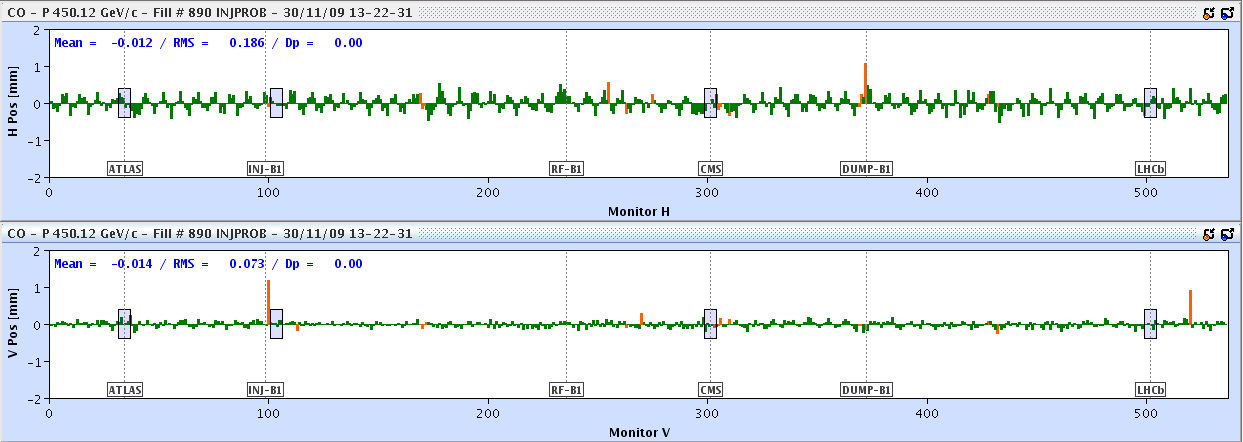 CO - P 450.12 GeV/c - Fill # 890 INJPROB - 30/11/09 13-22-31
Mean = -0.012 / RMS = 0.186 / Dp = 0.00
H Pos [mm]
2
1
0
-1
-2
ATLAS INJ-B1 RF-B1 CMS DUMP-B1 LHCb
0 100 200 300 400 500
Monitor H
CO - P 450.12 GeV/c - Fill # 890 INJPROB - 30/11/09 13-22-31
Mean = -0.014 / RMS = 0.073 / Dp = 0.00
V Pos [mm]
2
1
0
-1
-2
ATLAS INJ-B1 RF-B1 CMS DUMP-B1 LHCb
0 100 200 300 400 500
Monitor V